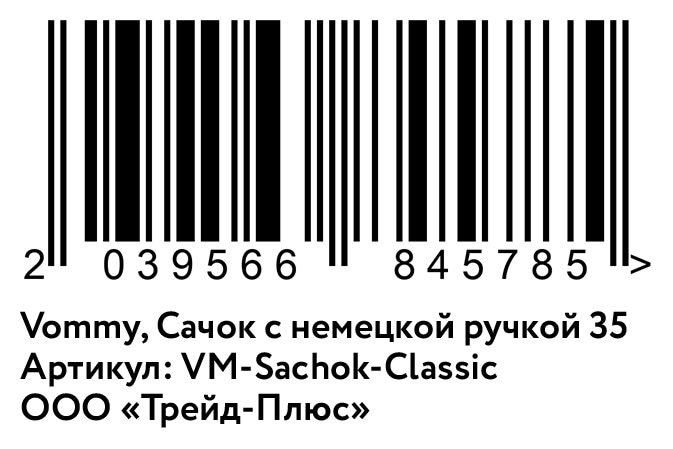 2 039566 845785 >
Vommy, Сачок с немецкой ручкой 35
Артикул: VM-Sachok-Classic
ООО «Трейд-Плюс»